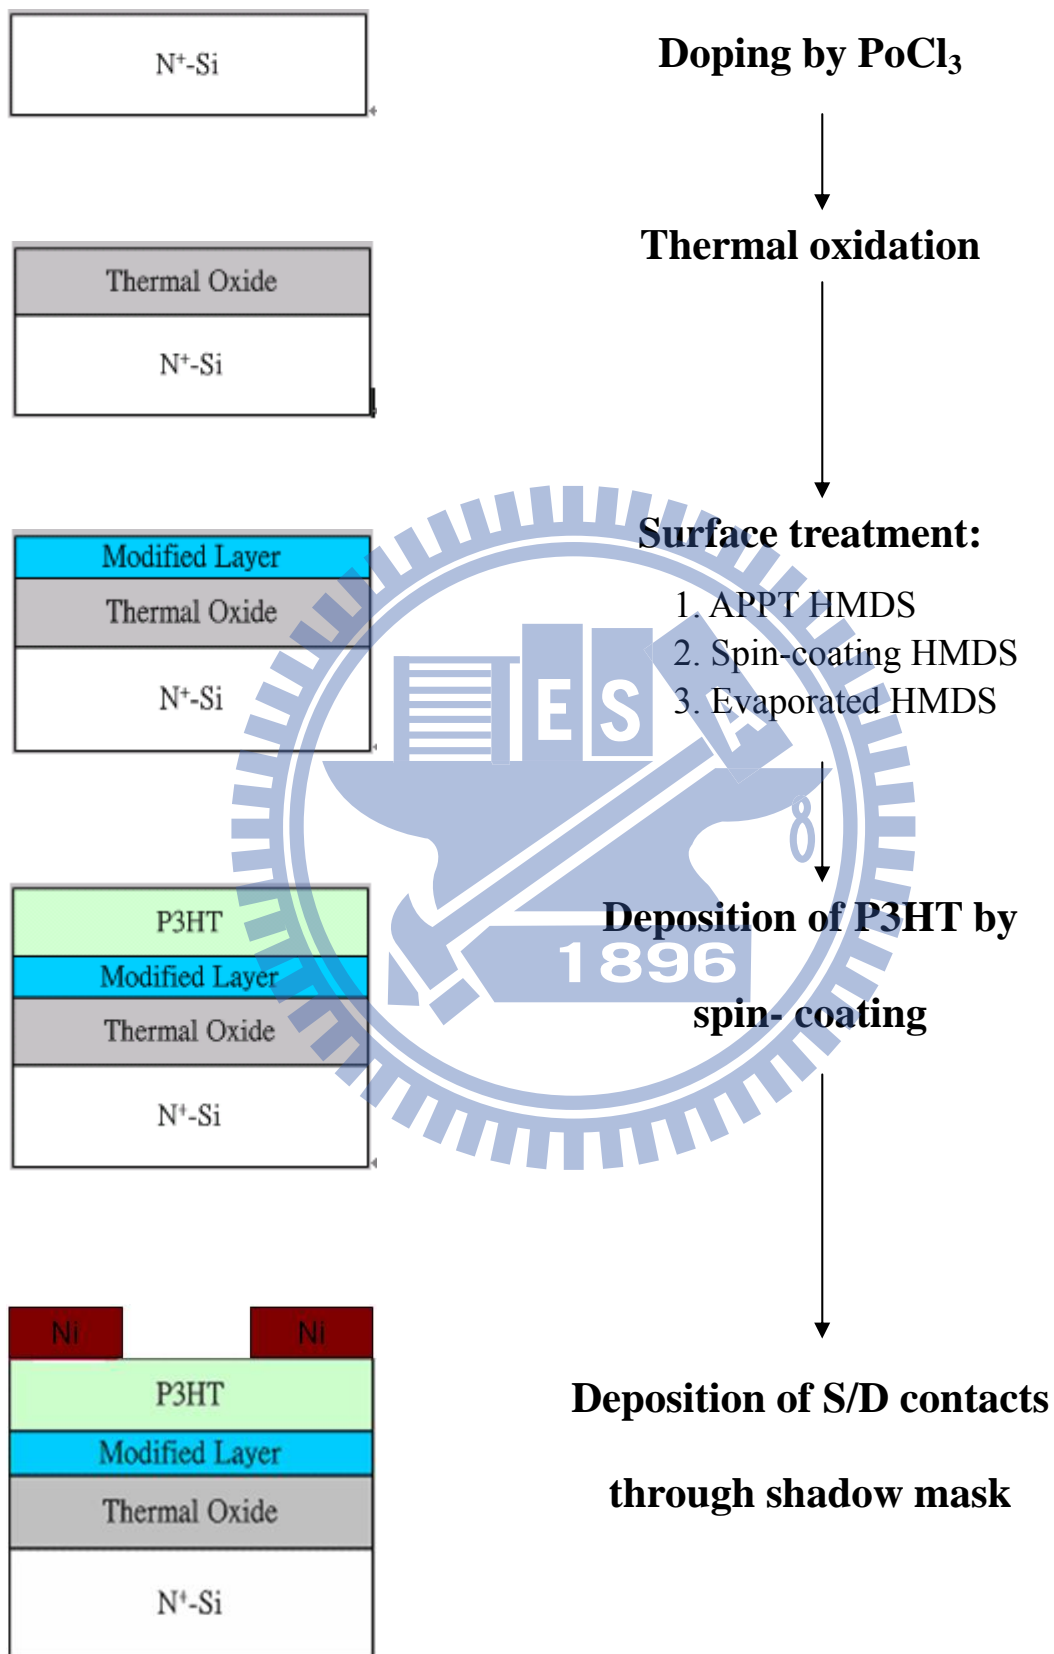 N⁺-Si
Doping by PoCl₃
Thermal oxidation
Thermal Oxide
N⁺-Si
Surface treatment:
1. APPT HMDS
2. Spin-coating HMDS
3. Evaporated HMDS
Modified Layer
Thermal Oxide
N⁺-Si
E S A
8
1896
P3HT
Modified Layer
Thermal Oxide
N⁺-Si
Deposition of P3HT by
spin- coating
Ni Ni
P3HT
Modified Layer
Thermal Oxide
N⁺-Si
Deposition of S/D contacts
through shadow mask